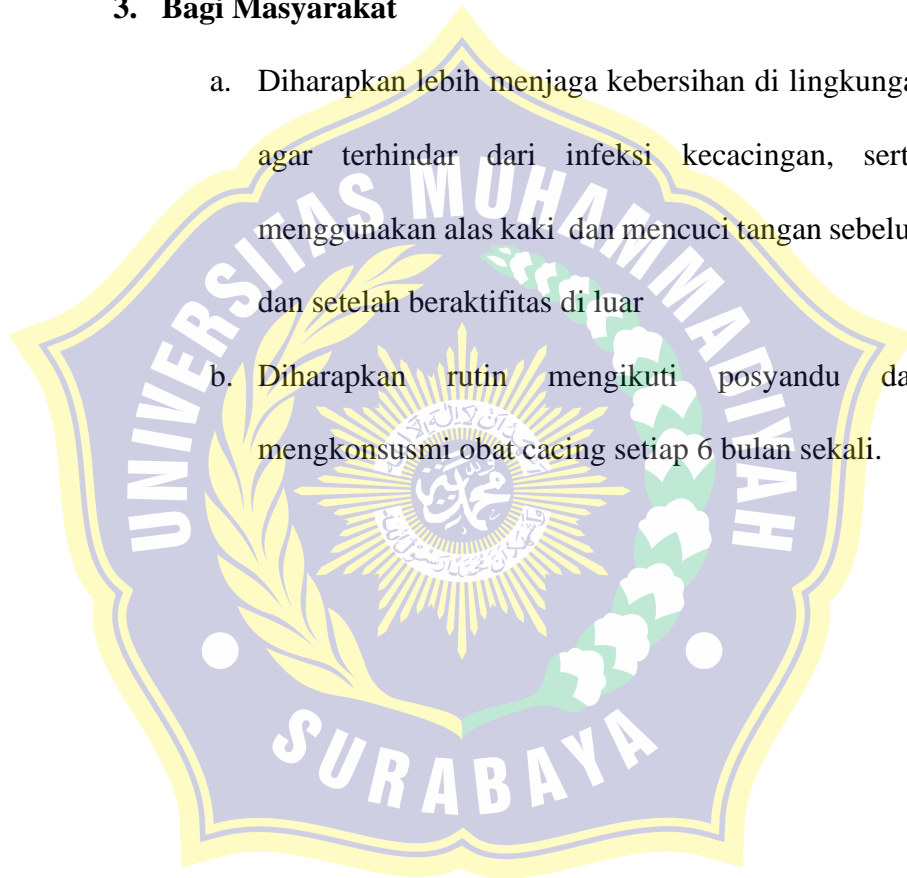 3. Bagi Masyarakat
a. Diharapkan lebih menjaga kebersihan di lingkunga
agar terhindar dari infeksi kecacingan, sert
menggunakan alas kaki dan mencuci tangan sebelu
dan setelah beraktifitas di luar
b. Diharapkan rutin mengikuti posyandu da
mengkonsusmi obat cacing setiap 6 bulan sekali.
UNIVERSITAS MUHAMMADIYAH
SURABAYA